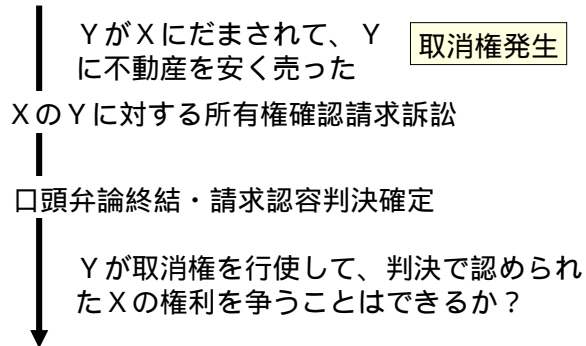 ＹがＸにだまされて、Ｙ
に不動産を安く売った
取消権発生
ＸのＹに対する所有権確認請求訴訟
口頭弁論終結・請求認容判決確定
Ｙが取消権を行使して、判決で認められ
たＸの権利を争うことはできるか？